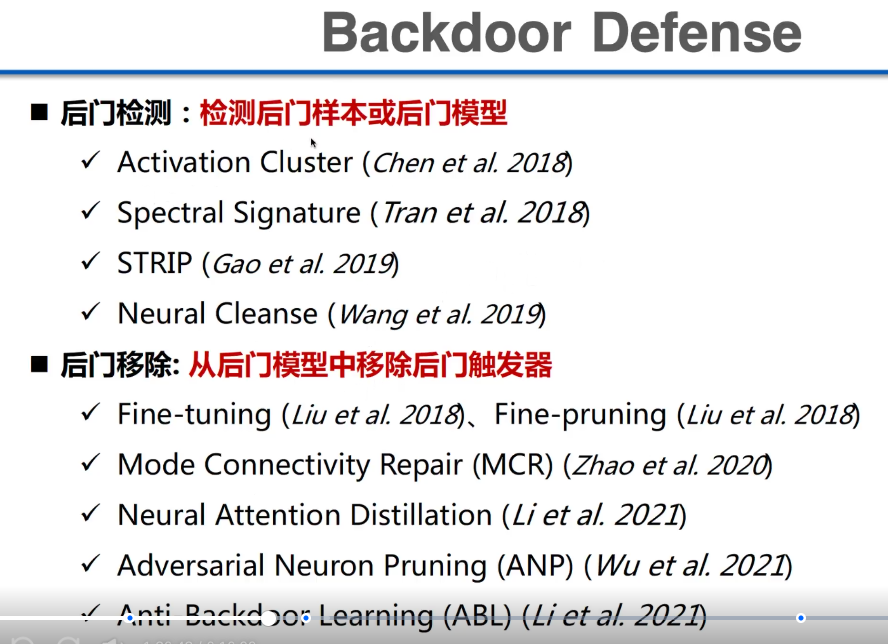 Backdoor Defense
■ 后门检测：检测后门样本或后门模型
✓ Activation Cluster (Chen et al. 2018)
✓ Spectral Signature (Tran et al. 2018)
✓ STRIP (Gao et al. 2019)
✓ Neural Cleanse (Wang et al. 2019)
■ 后门移除: 从后门模型中移除后门触发器
✓ Fine-tuning (Liu et al. 2018)、Fine-pruning (Liu et al. 2018)
✓ Mode Connectivity Repair (MCR) (Zhao et al. 2020)
✓ Neural Attention Distillation (Li et al. 2021)
✓ Adversarial Neuron Pruning (ANP) (Wu et al. 2021)
✓ Anti-Backdoor Learning (ABL) (Li et al. 2021)